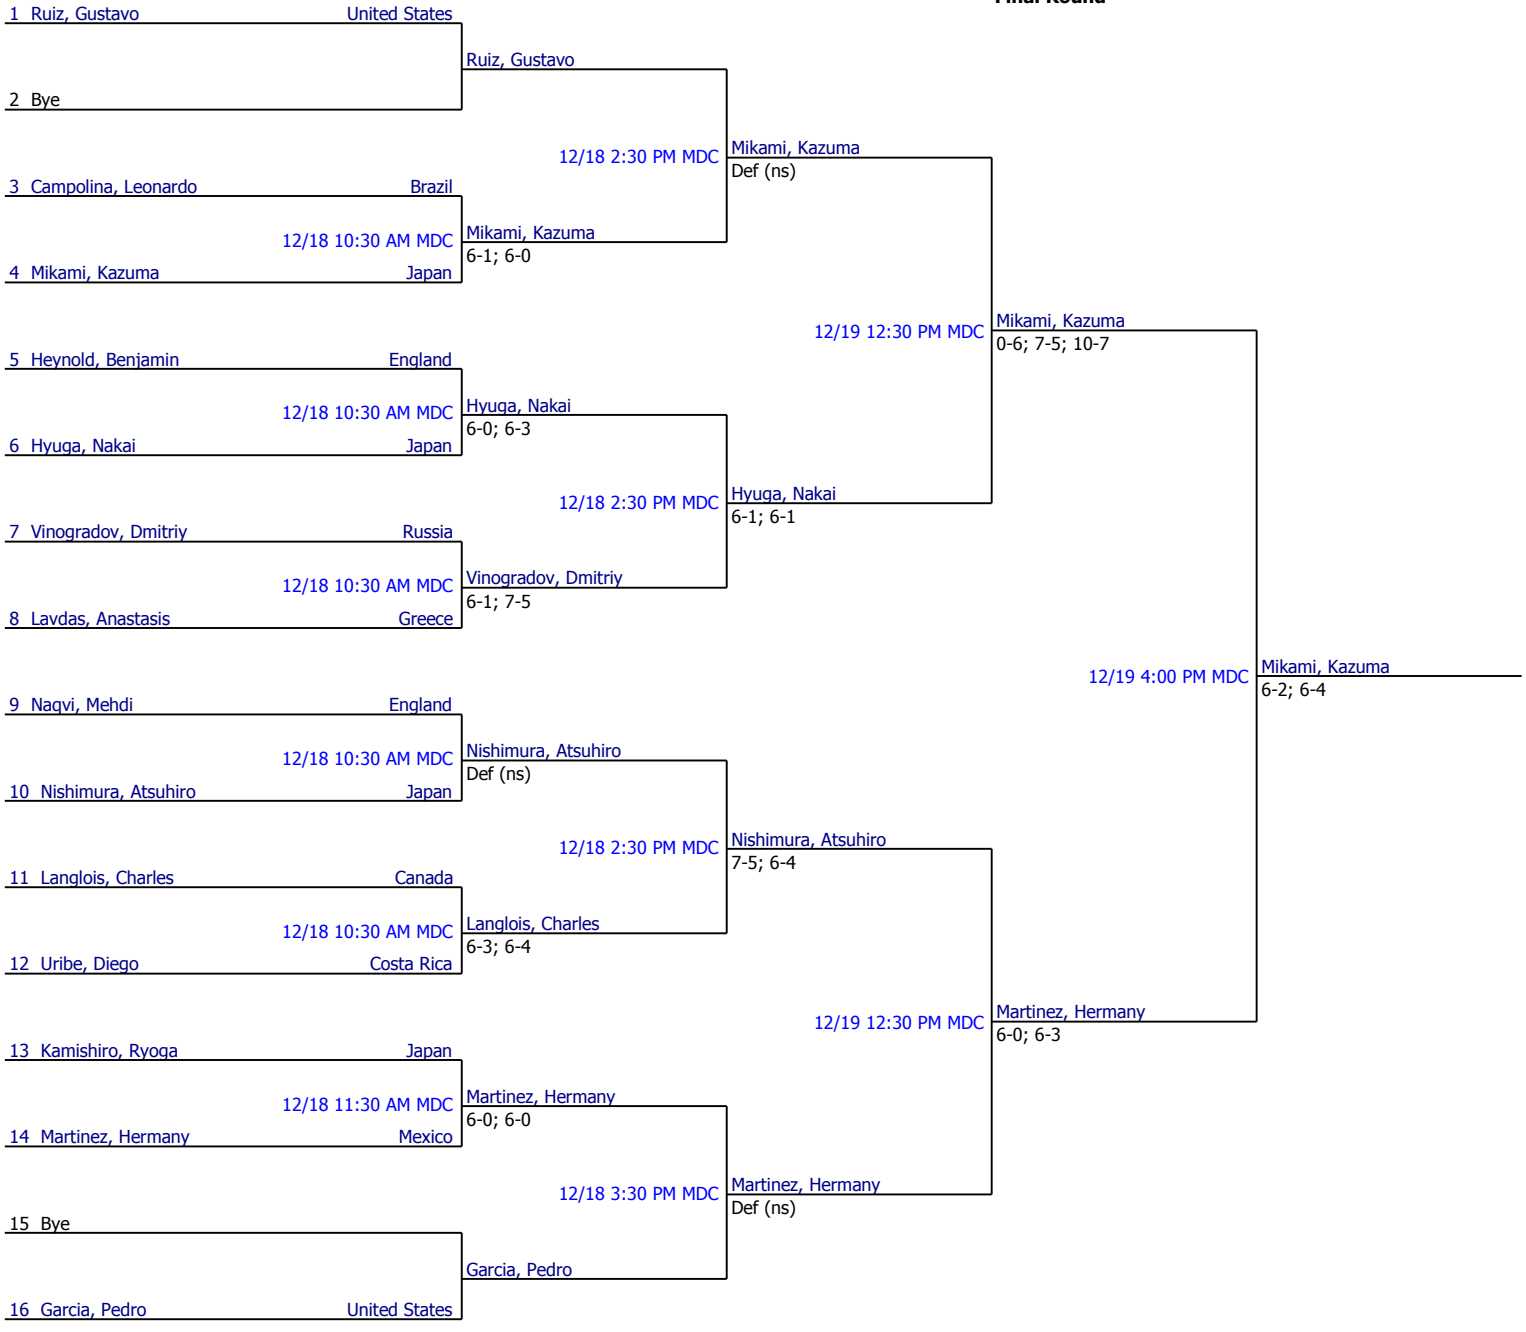 Final Round
1 Ruiz, Gustavo United States
Ruiz, Gustavo
2 Bye
12/18 2:30 PM MDC Mikami, Kazuma
Def (ns)
3 Campolina, Leonardo Brazil
12/18 10:30 AM MDC Mikami, Kazuma
6-1; 6-0
4 Mikami, Kazuma Japan
12/19 12:30 PM MDC Mikami, Kazuma
0-6; 7-5; 10-7
5 Heynold, Benjamin England
12/18 10:30 AM MDC Hyuga, Nakai
6-0; 6-3
6 Hyuga, Nakai Japan
12/18 2:30 PM MDC Hyuga, Nakai
6-1; 6-1
7 Vinogradov, Dmitriy Russia
12/18 10:30 AM MDC Vinogradov, Dmitriy
6-1; 7-5
8 Lavdas, Anastasis Greece
12/19 4:00 PM MDC Mikami, Kazuma
6-2; 6-4
9 Naqvi, Mehdi England
12/18 10:30 AM MDC Nishimura, Atsuhiro
Def (ns)
10 Nishimura, Atsuhiro Japan
12/18 2:30 PM MDC Nishimura, Atsuhiro
7-5; 6-4
11 Langlois, Charles Canada
12/18 10:30 AM MDC Langlois, Charles
6-3; 6-4
12 Uribe, Diego Costa Rica
12/19 12:30 PM MDC Martinez, Hermany
6-0; 6-3
13 Kamishiro, Ryoga Japan
12/18 11:30 AM MDC Martinez, Hermany
6-0; 6-0
14 Martinez, Hermany Mexico
12/18 3:30 PM MDC Martinez, Hermany
Def (ns)
15 Bye
Garcia, Pedro
16 Garcia, Pedro United States